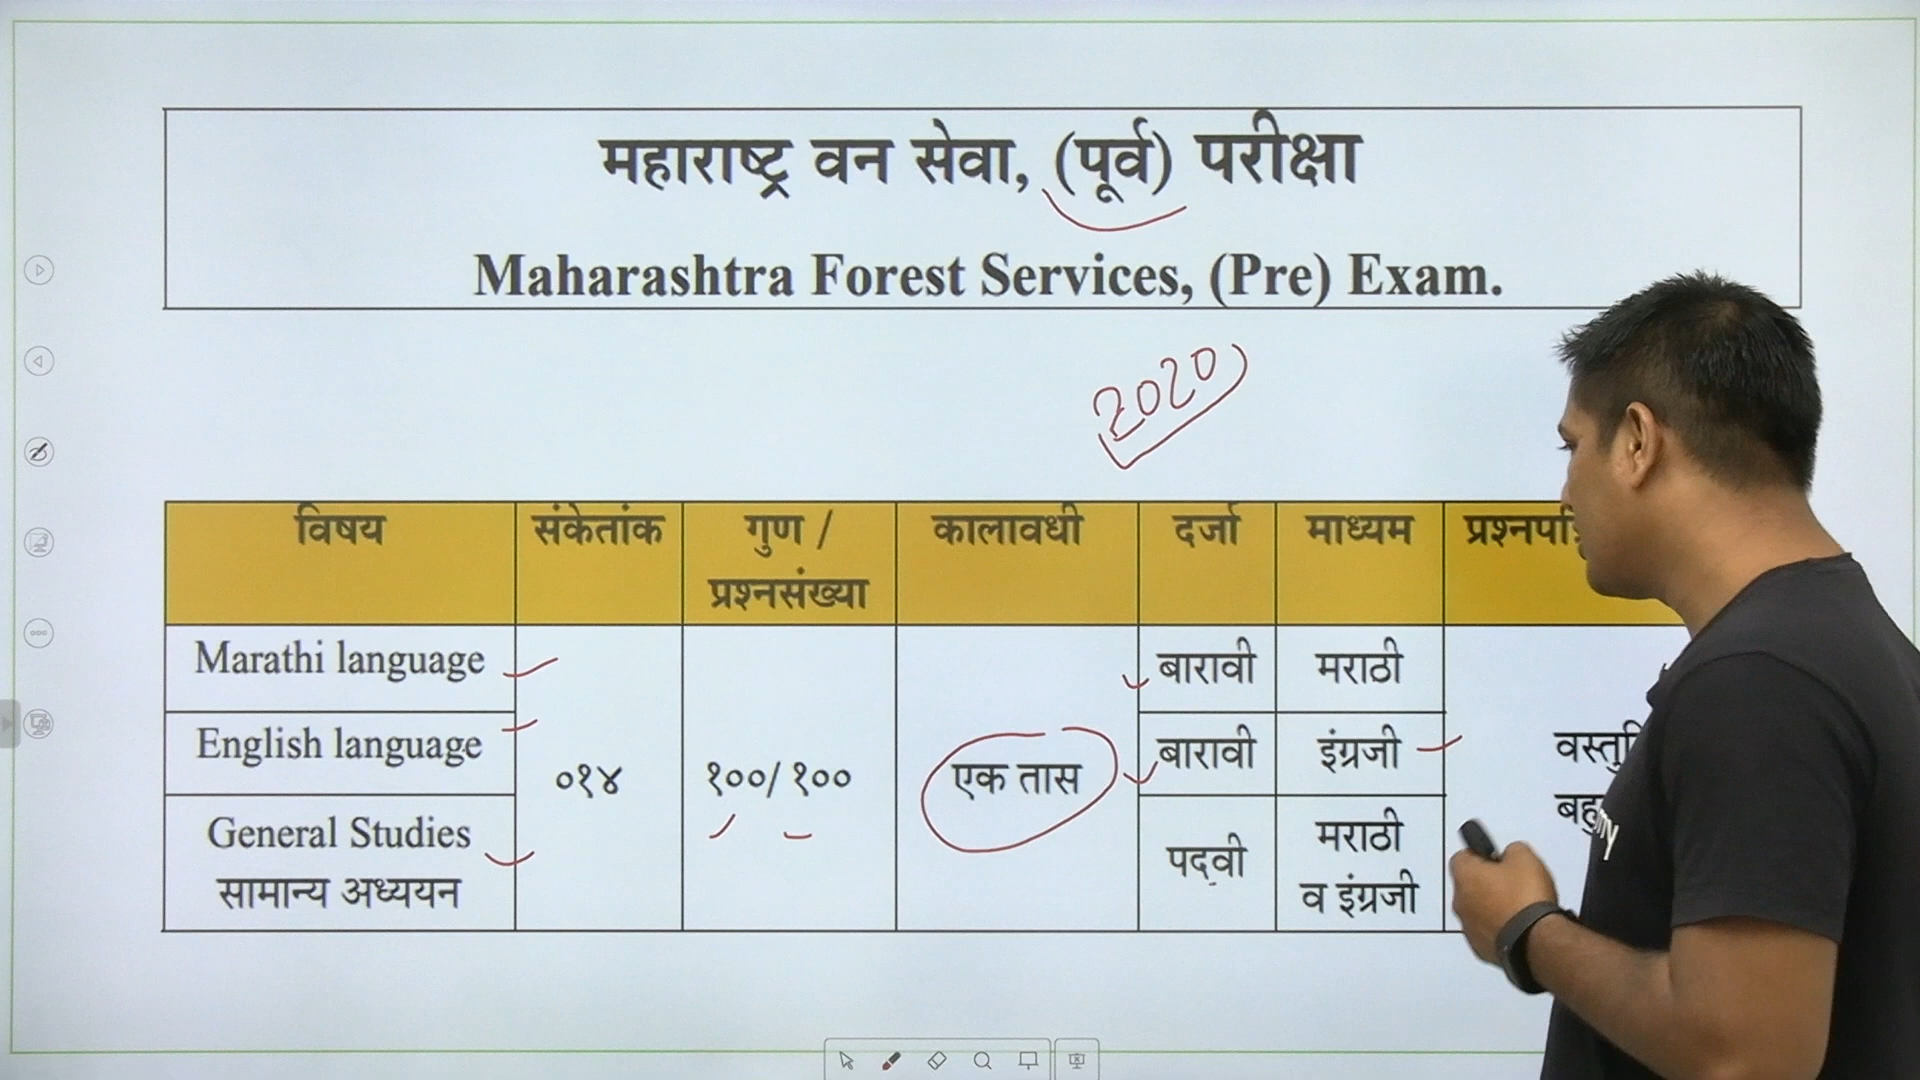 महाराष्ट्र वन सेवा, (पूर्व) परीक्षा
Maharashtra Forest Services, (Pre) Exam.
2020
विषय संकेतांक गुण / प्रश्नसंख्या कालावधी दर्जा माध्यम
Marathi language बारावी मराठी
English language बारावी इंग्रजी
०१४ १००/ १०० एक तास
General Studies
सामान्य अध्ययन
पदवी मराठी
व इंग्रजी